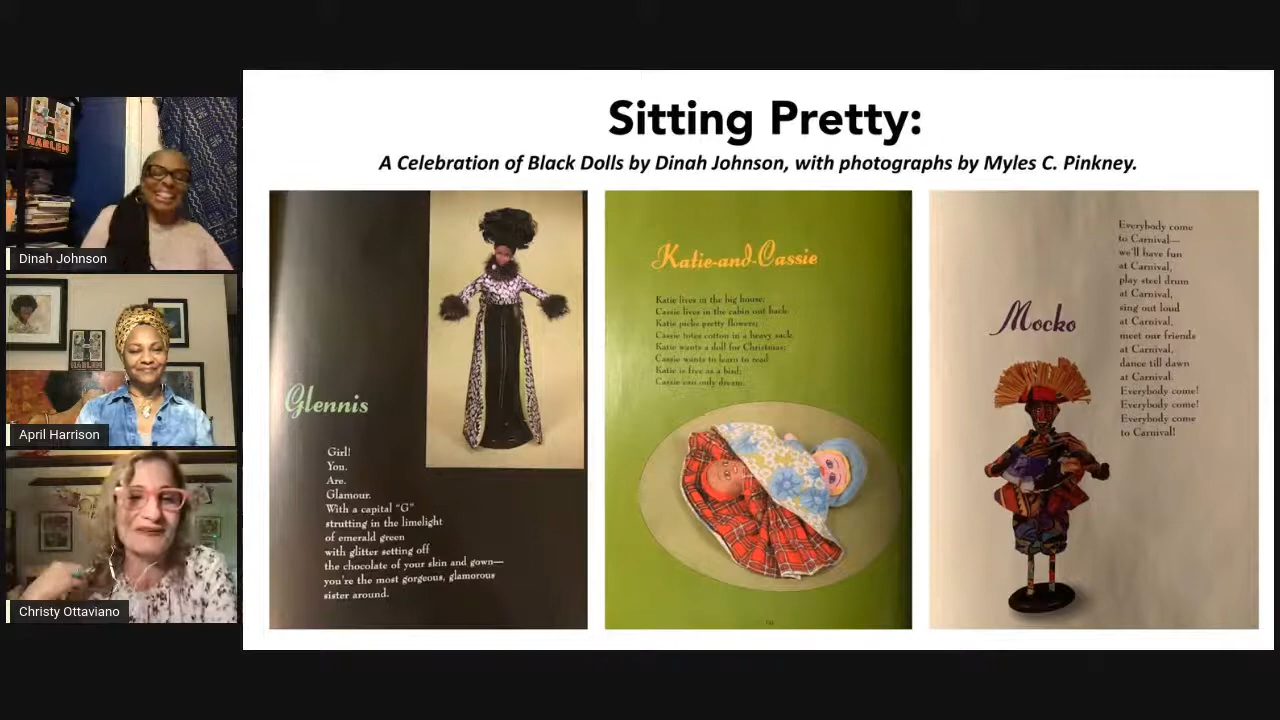 HARLEM
Dinah Johnson
HARLEM
April Harrison
Christy Ottaviano
Sitting Pretty:
A Celebration of Black Dolls by Dinah Johnson, with photographs by Myles C. Pinkney.
Glennis
Girl!
You.
Are.
Glamour.
With a capital “G”
strutting in the limelight
of emerald green
with glitter setting off
the chocolate of your skin and gown—
you’re the most gorgeous, glamorous
sister around.
Katie-and-Cassie
Katie lives in the big house;
Cassie lives in the cabin out back.
Katie picks pretty flowers;
Cassie totes cotton in a heavy sack.
Katie wants a doll for Christmas;
Cassie wants to learn to read.
Katie is free as a bird;
Cassie can only dream.
Mocko
Everybody come
to Carnival—
we’ll have fun
at Carnival,
play steel drum
at Carnival,
sing out loud
at Carnival,
meet our friends
at Carnival,
dance till dawn
at Carnival.
Everybody come!
Everybody come!
Everybody come
to Carnival!